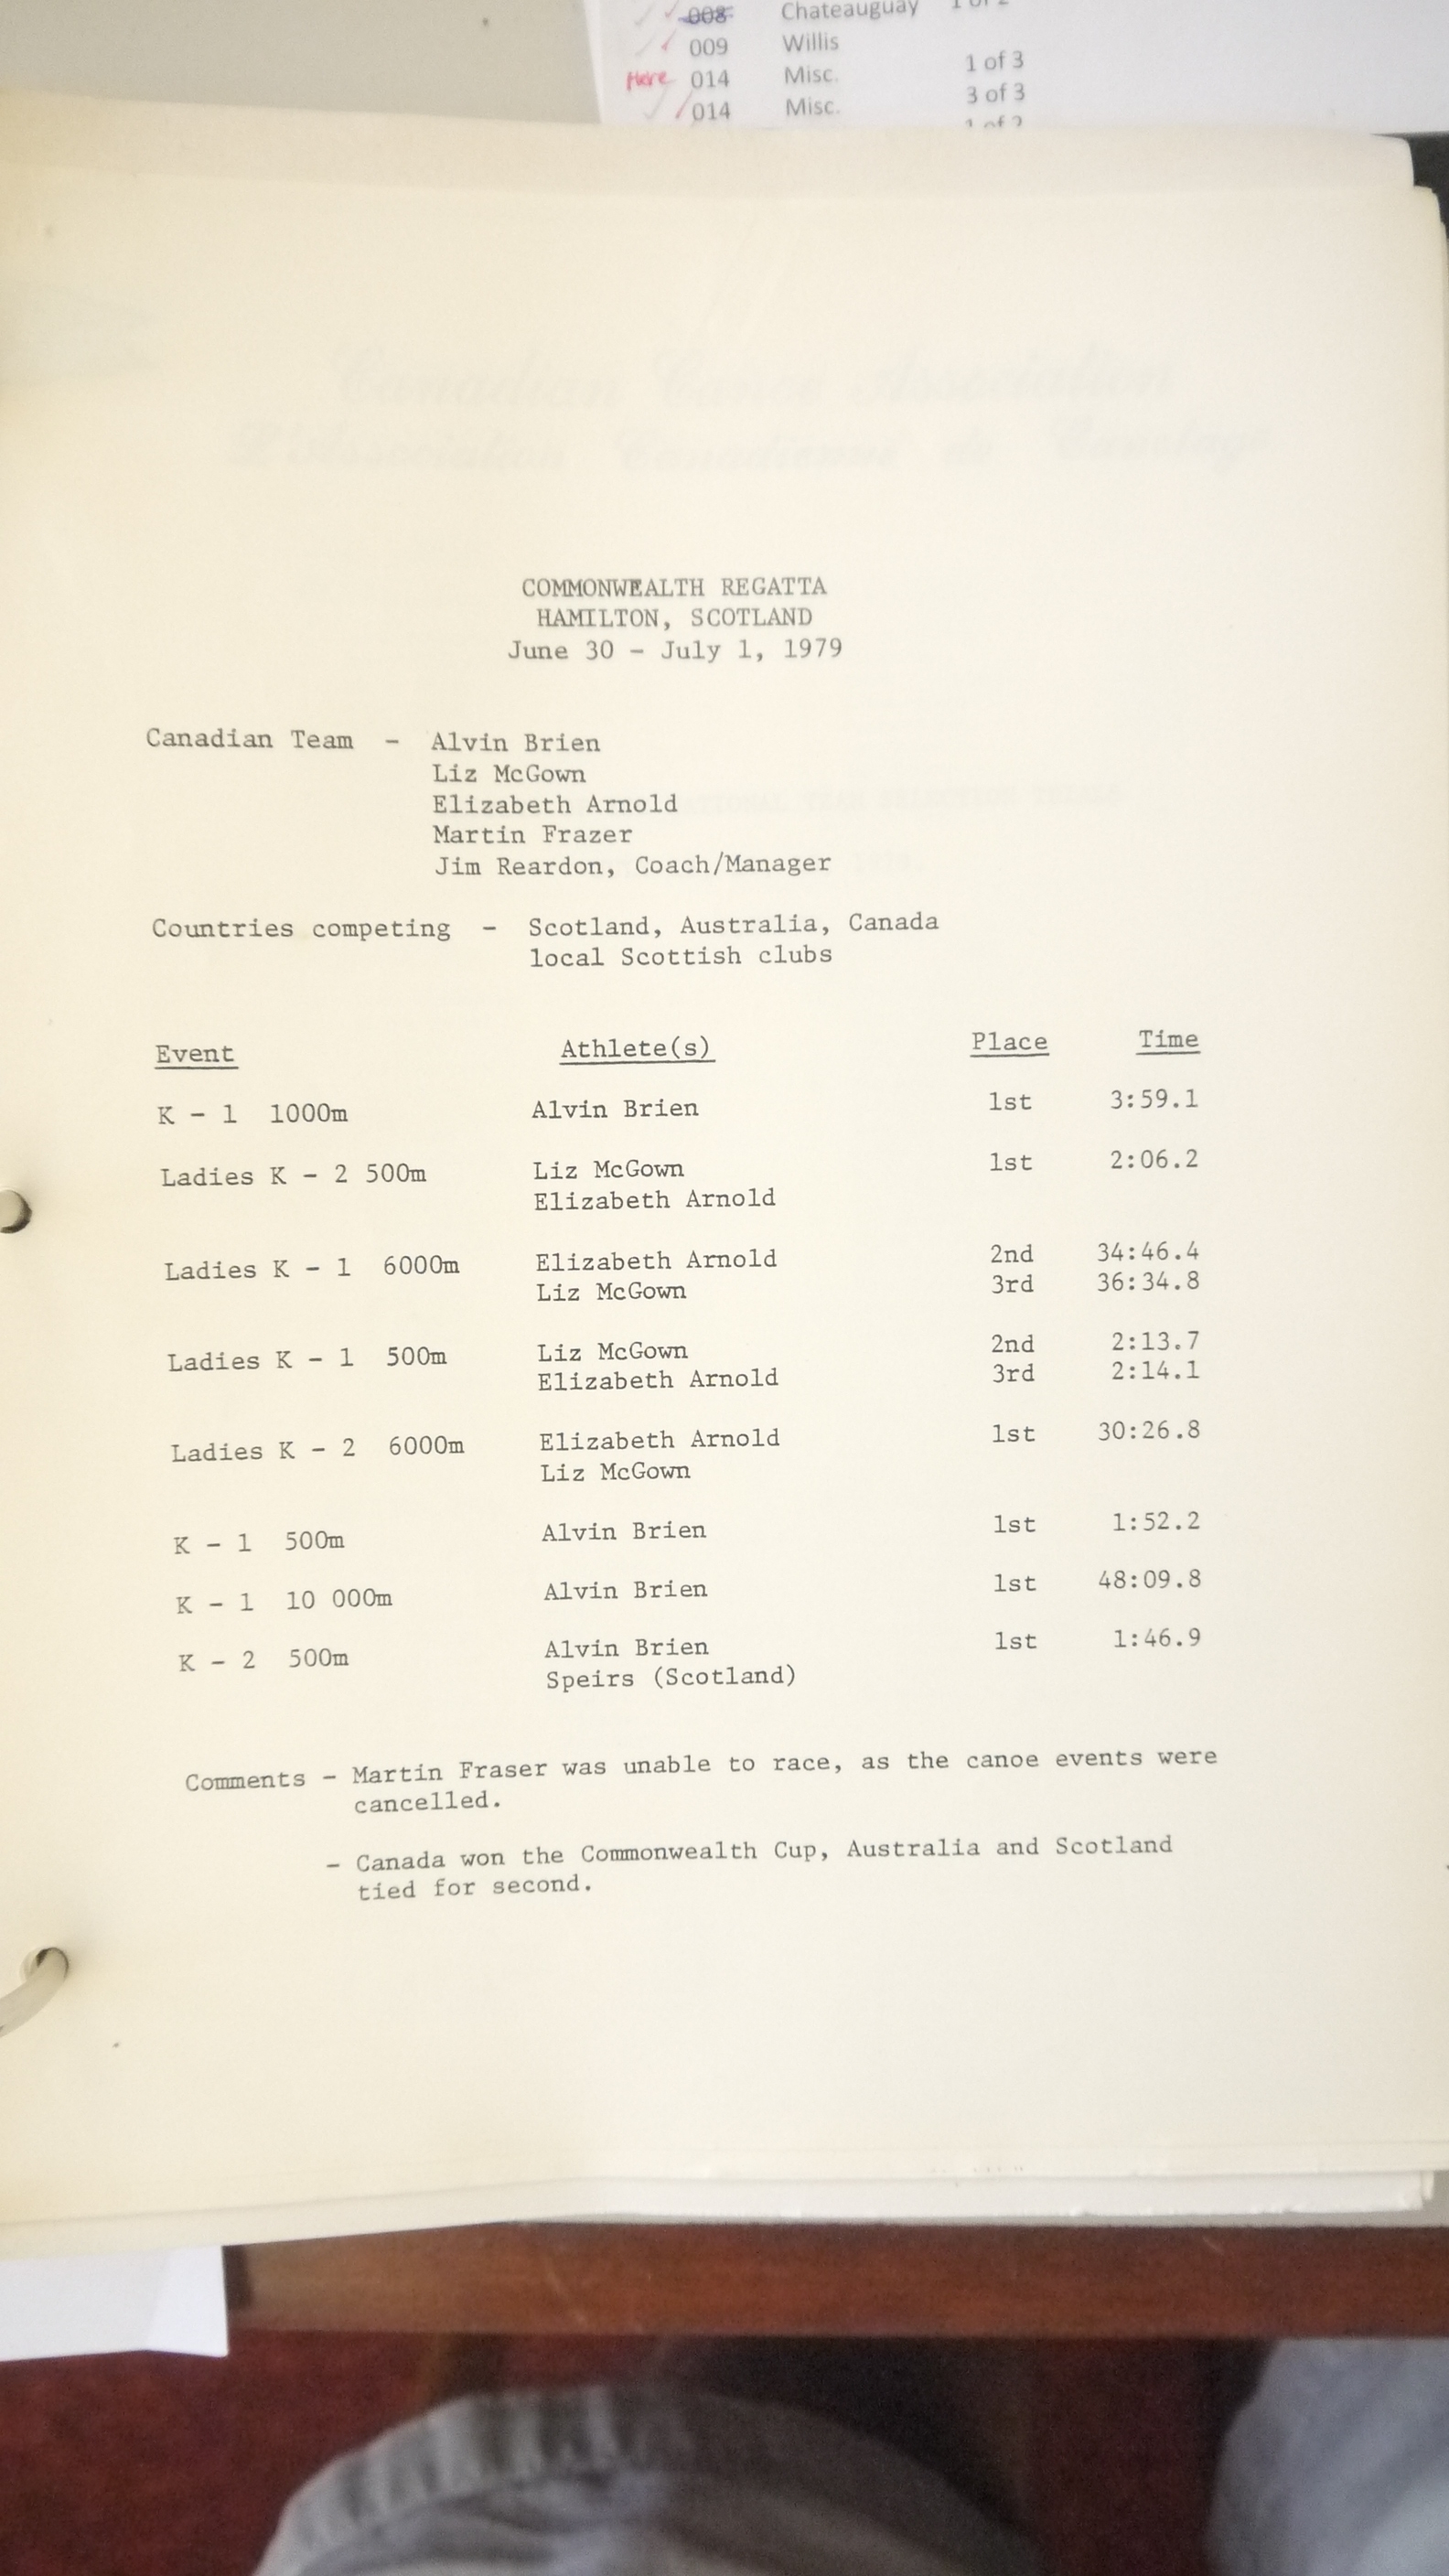 008 Chateauguay
009 Willis
Here 014 Misc. 1 of 3
014 Misc. 3 of 3
Canadian Canoe Association
L'Association Canadienne de Canotage
COMMONWEALTH REGATTA
HAMILTON, SCOTLAND
June 30 - July 1, 1979
Canadian Team - Alvin Brien
Liz McGown
Elizabeth Arnold
Martin Frazer
Jim Reardon, Coach/Manager
Countries competing - Scotland, Australia, Canada
local Scottish clubs
Event Athlete(s) Place Time
K - 1 1000m Alvin Brien 1st 3:59.1
Ladies K - 2 500m Liz McGown 1st 2:06.2
Elizabeth Arnold
Ladies K - 1 6000m Elizabeth Arnold 2nd 34:46.4
Liz McGown 3rd 36:34.8
Ladies K - 1 500m Liz McGown 2nd 2:13.7
Elizabeth Arnold 3rd 2:14.1
Ladies K - 2 6000m Elizabeth Arnold 1st 30:26.8
Liz McGown
K - 1 500m Alvin Brien 1st 1:52.2
K - 1 10 000m Alvin Brien 1st 48:09.8
K - 2 500m Alvin Brien 1st 1:46.9
Speirs (Scotland)
Comments - Martin Fraser was unable to race, as the canoe events were
cancelled.
- Canada won the Commonwealth Cup, Australia and Scotland
tied for second.